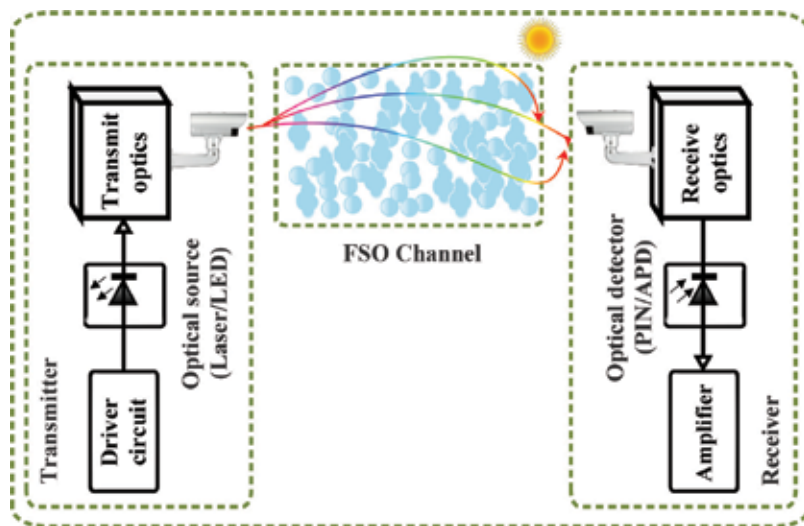 Transmitter
Driver
circuit
Optical source
(Laser/LED)
Transmit
optics
FSO Channel
Receive
optics
Optical detector
(PIN/APD)
Amplifier
Receiver